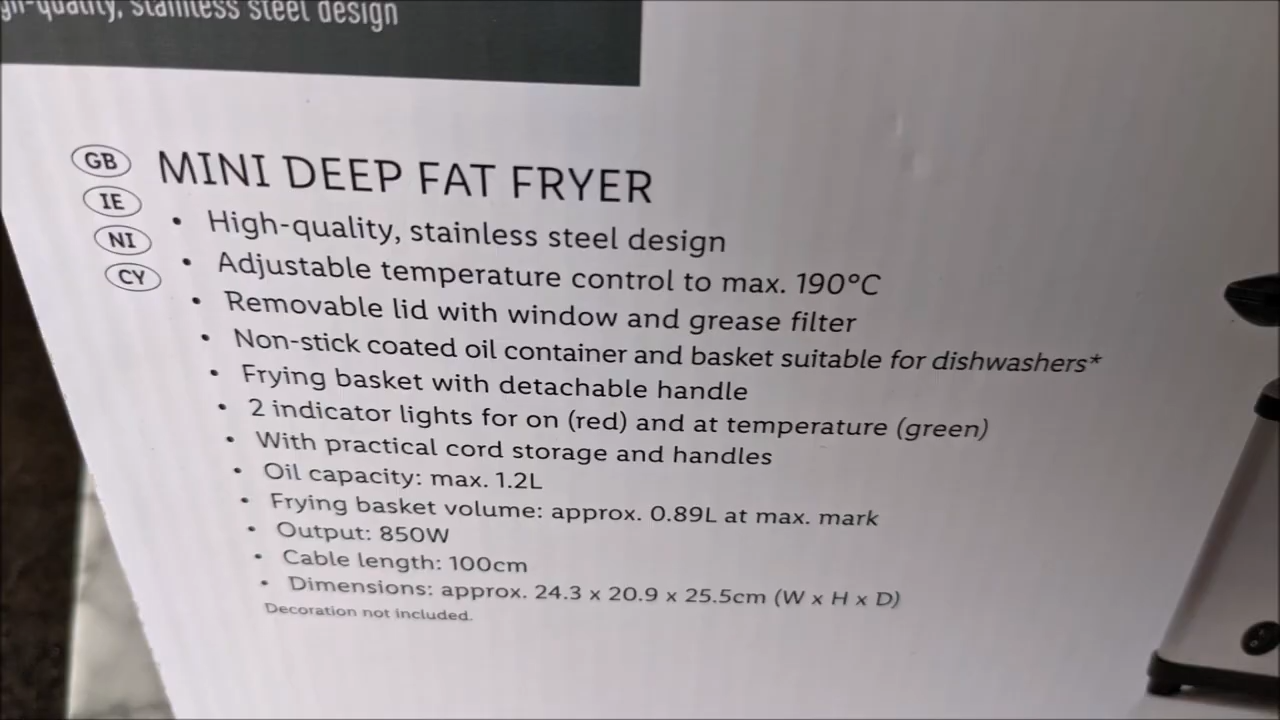 gh-quality, stainless steel design
GB
IE
NI
CY
MINI DEEP FAT FRYER
• High-quality, stainless steel design
• Adjustable temperature control to max. 190°C
• Removable lid with window and grease filter
• Non-stick coated oil container and basket suitable for dishwashers*
• Frying basket with detachable handle
• 2 indicator lights for on (red) and at temperature (green)
• With practical cord storage and handles
• Oil capacity: max. 1.2L
• Frying basket volume: approx. 0.89L at max. mark
• Output: 850W
• Cable length: 100cm
• Dimensions: approx. 24.3 x 20.9 x 25.5cm (W x H x D)
Decoration not included.